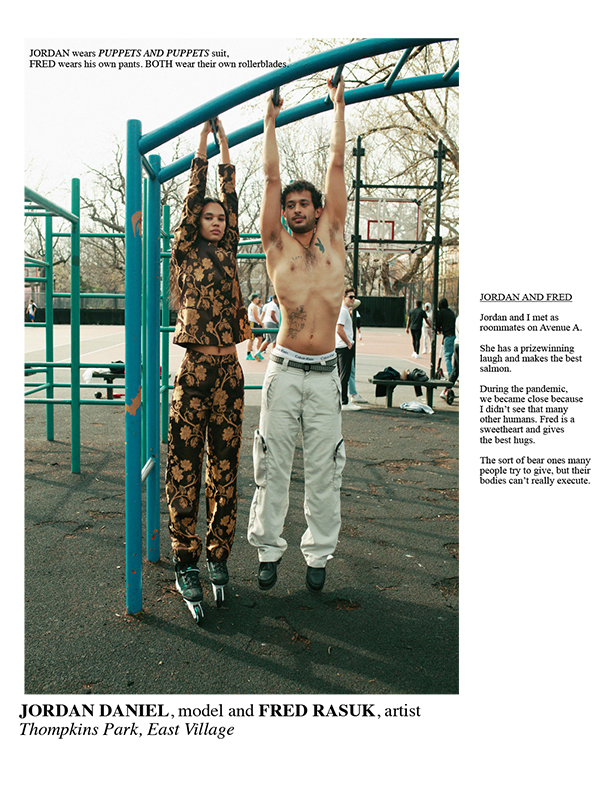 JORDAN wears PUPPETS AND PUPPETS suit,
FRED wears his own pants. BOTH wear their own rollerblades.
Calvin Klein
JORDAN AND FRED
Jordan and I met as
roommates on Avenue A.
She has a prizewinning
laugh and makes the best
salmon.
During the pandemic,
we became close because
I didn’t see that many
other humans. Fred is a
sweetheart and gives
the best hugs.
The sort of bear ones many
people try to give, but their
bodies can’t really execute.
JORDAN DANIEL, model and FRED RASUK, artist
Thompkins Park, East Village